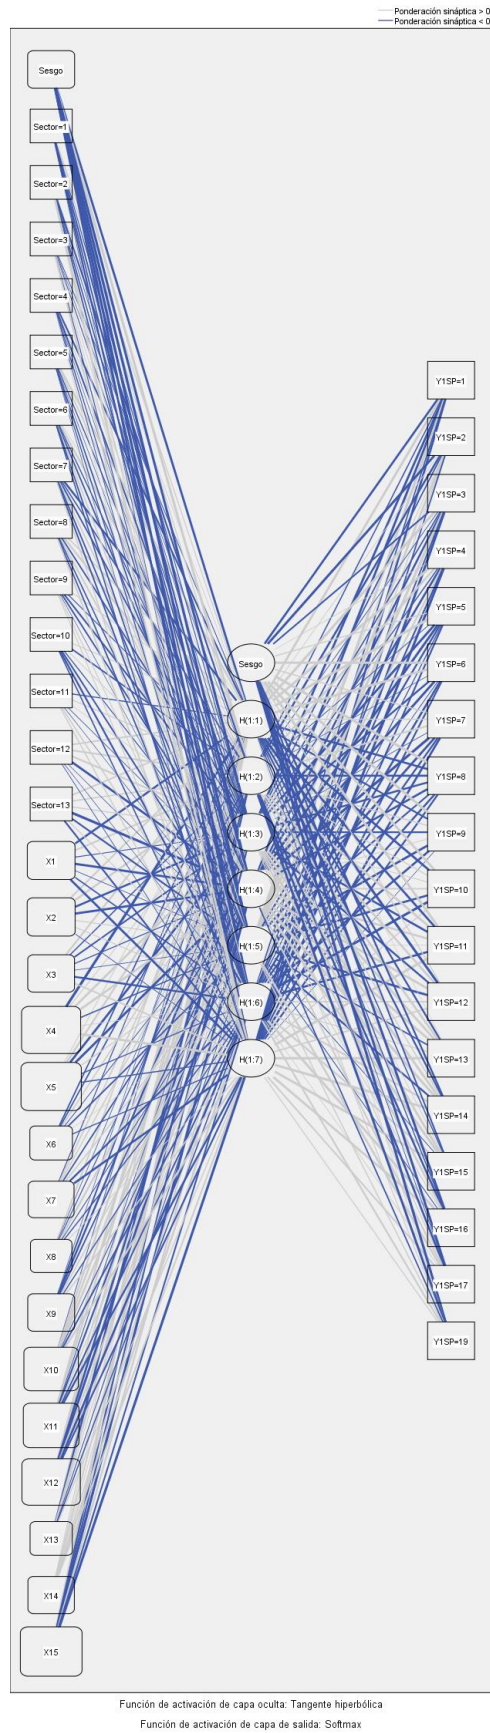 Ponderación sináptica > 0
Ponderación sináptica < 0
Sesgo
Sector=1
Sector=2
Sector=3
Sector=4
Sector=5
Sector=6
Sector=7
Sector=8
Sector=9
Sector=10
Sector=11
Sector=12
Sector=13
X1
X2
X3
X4
X5
X6
X7
X8
X9
X10
X11
X12
X13
X14
X15
Sesgo
H(1:1)
H(1:2)
H(1:3)
H(1:4)
H(1:5)
H(1:6)
H(1:7)
Y1SP=1
Y1SP=2
Y1SP=3
Y1SP=4
Y1SP=5
Y1SP=6
Y1SP=7
Y1SP=8
Y1SP=9
Y1SP=10
Y1SP=11
Y1SP=12
Y1SP=13
Y1SP=14
Y1SP=15
Y1SP=16
Y1SP=17
Y1SP=19
Función de activación de capa oculta: Tangente hiperbólica
Función de activación de capa de salida: Softmax